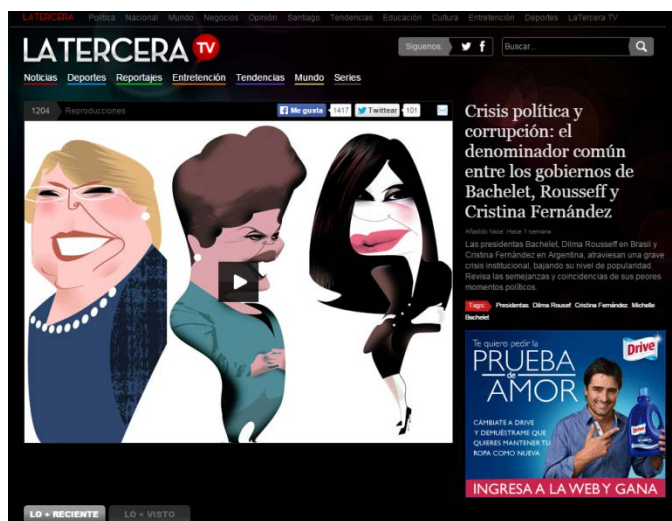 LATERCERA Política Nacional Mundo Negocios Opinión Santiago Tendencias Educación Cultura Entretención Deportes LaTercera TV
LATERCERA TV
Siguenos:
Buscar...
Noticias Deportes Reportajes Entretención Tendencias Mundo Series
1204 Reproducciones
Me gusta 1417 Twittear 101
Crisis política y
corrupción: el
denominador común
entre los gobiernos de
Bachelet, Rousseff y
Cristina Fernández
Añadido hace: Hace 1 semana
Las presidentas Bachelet, Dilma Rousseff en Brasil y
Cristina Fernández en Argentina, atraviesan una grave
crisis institucional, bajando su nivel de popularidad.
Revisa las semejanzas y coincidencias de sus peores
momentos políticos.
Tags: Presidentas Dilma Rousef Cristina Fernández Michelle
Bachelet
Te quiero pedir la
PRUEBA
de
AMOR
Drive
CÁMBIATE A DRIVE
Y DEMUÉSTRAME QUE
QUIERES MANTENER TU
ROPA COMO NUEVA
Drive
INGRESA A LA WEB Y GANA
LO + RECIENTE LO + VISTO